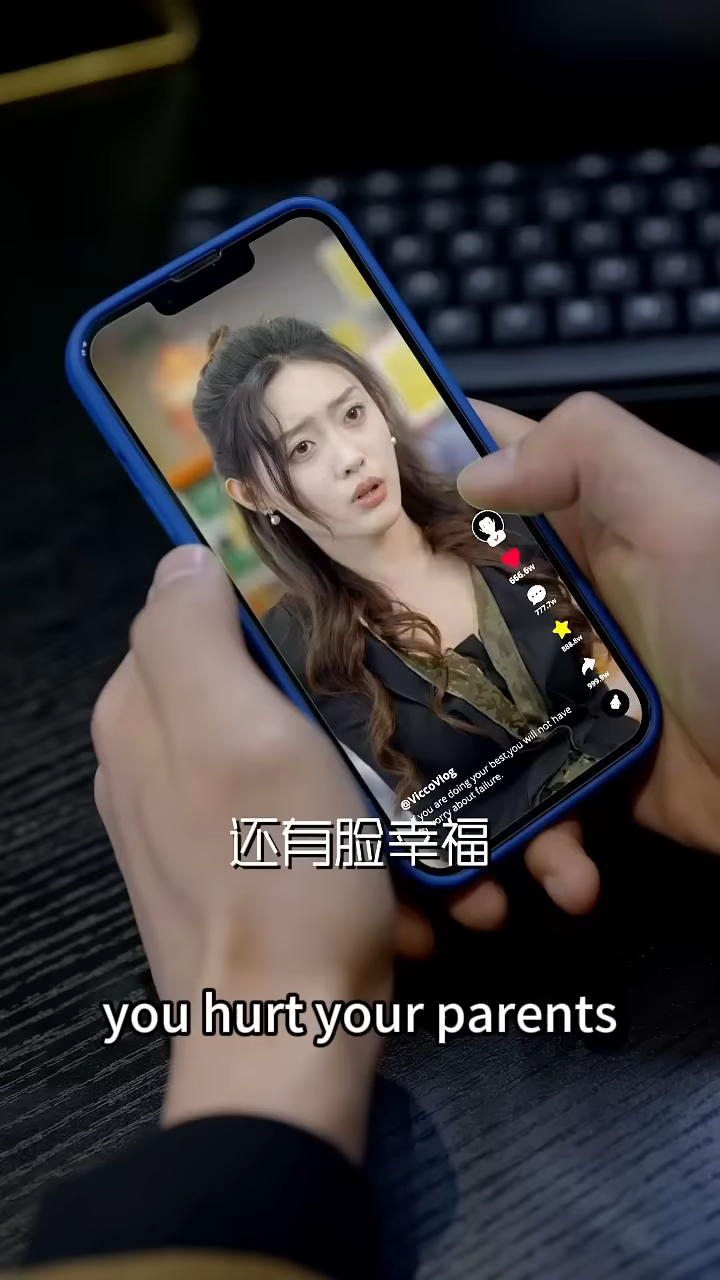 666.6w
777.7w
888.8w
999.9w
@ViccoVlog
you are doing your best,you will not have
worry about failure.
还有脸幸福
you hurt your parents